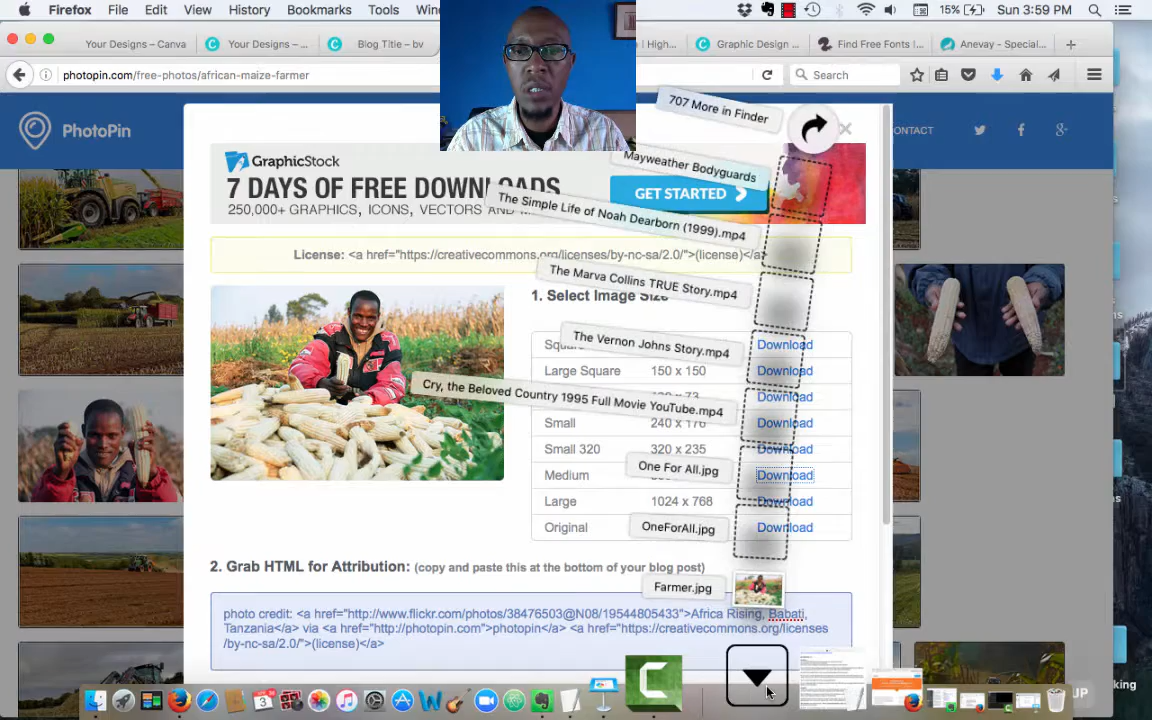 Firefox File Edit View History Bookmarks Tools 15% Sun 3:59 PM
Your Designs – Canva
Your Designs – ...
Blog Title – bv
| High...
Graphic Design ...
Find Free Fonts |...
Anevay - Special...
photopin.com/free-photos/african-maize-farmer
Search
PhotoPin
ONTACT
707 More in Finder
Mayweather Bodyguards
The Simple Life of Noah Dearborn (1999).mp4
The Marva Collins TRUE Story.mp4
The Vernon Johns Story.mp4
Cry, the Beloved Country 1995 Full Movie YouTube.mp4
One For All.jpg
OneForAll.jpg
Farmer.jpg
GraphicStock
7 DAYS OF FREE DOWNLOADS
250,000+ GRAPHICS, ICONS, VECTORS AND
GET STARTED
License: <a href="https://creativecommons.org/licenses/by-nc-sa/2.0/">(license)</a>
1. Select Image Size
Download
Large Square 150 x 150 Download
Download
Small 240 x 176 Download
Small 320 320 x 235 Download
Medium Download
Large 1024 x 768 Download
Original Download
2. Grab HTML for Attribution: (copy and paste this at the bottom of your blog post)
photo credit: <a href="http://www.flickr.com/photos/38476503@N08/19544805433">Africa Rising, Babati,
Tanzania</a> via <a href="http://photopin.com">photopin</a> <a href="https://creativecommons.org/licenses
/by-nc-sa/2.0/">(license)</a>
UP
king